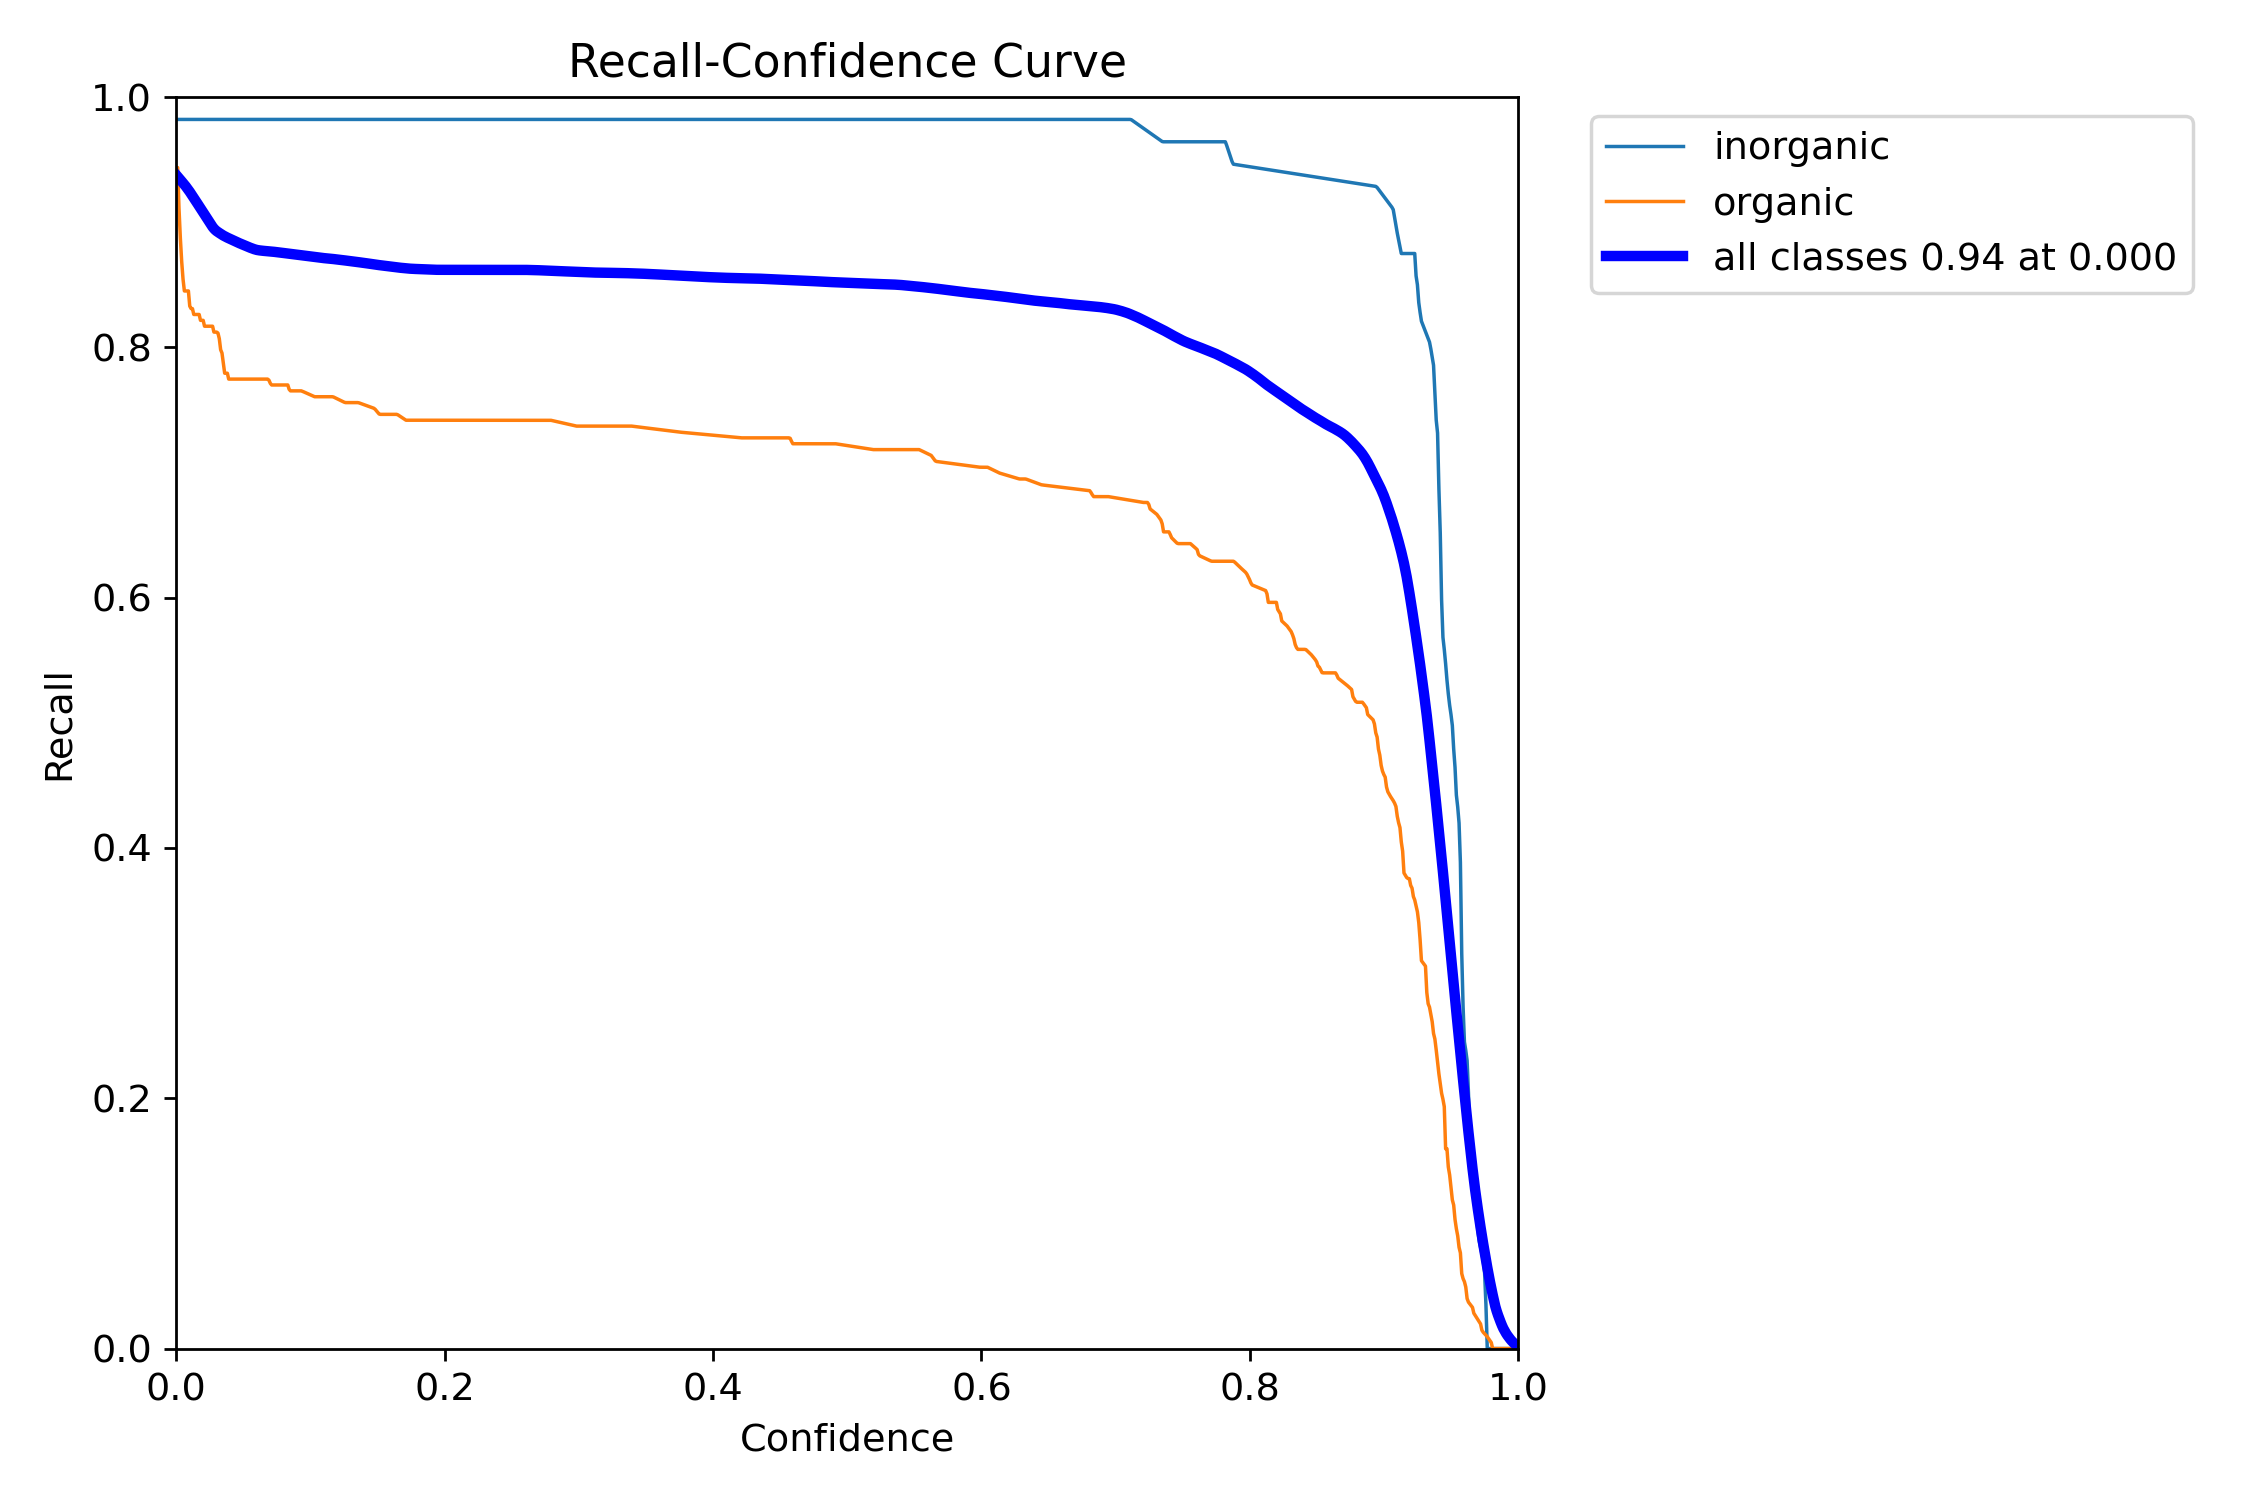 Recall-Confidence Curve
1.0
0.8
0.6
0.4
0.2
0.0
Recall
0.0 0.2 0.4 0.6 0.8 1.0
Confidence
inorganic
organic
all classes 0.94 at 0.000